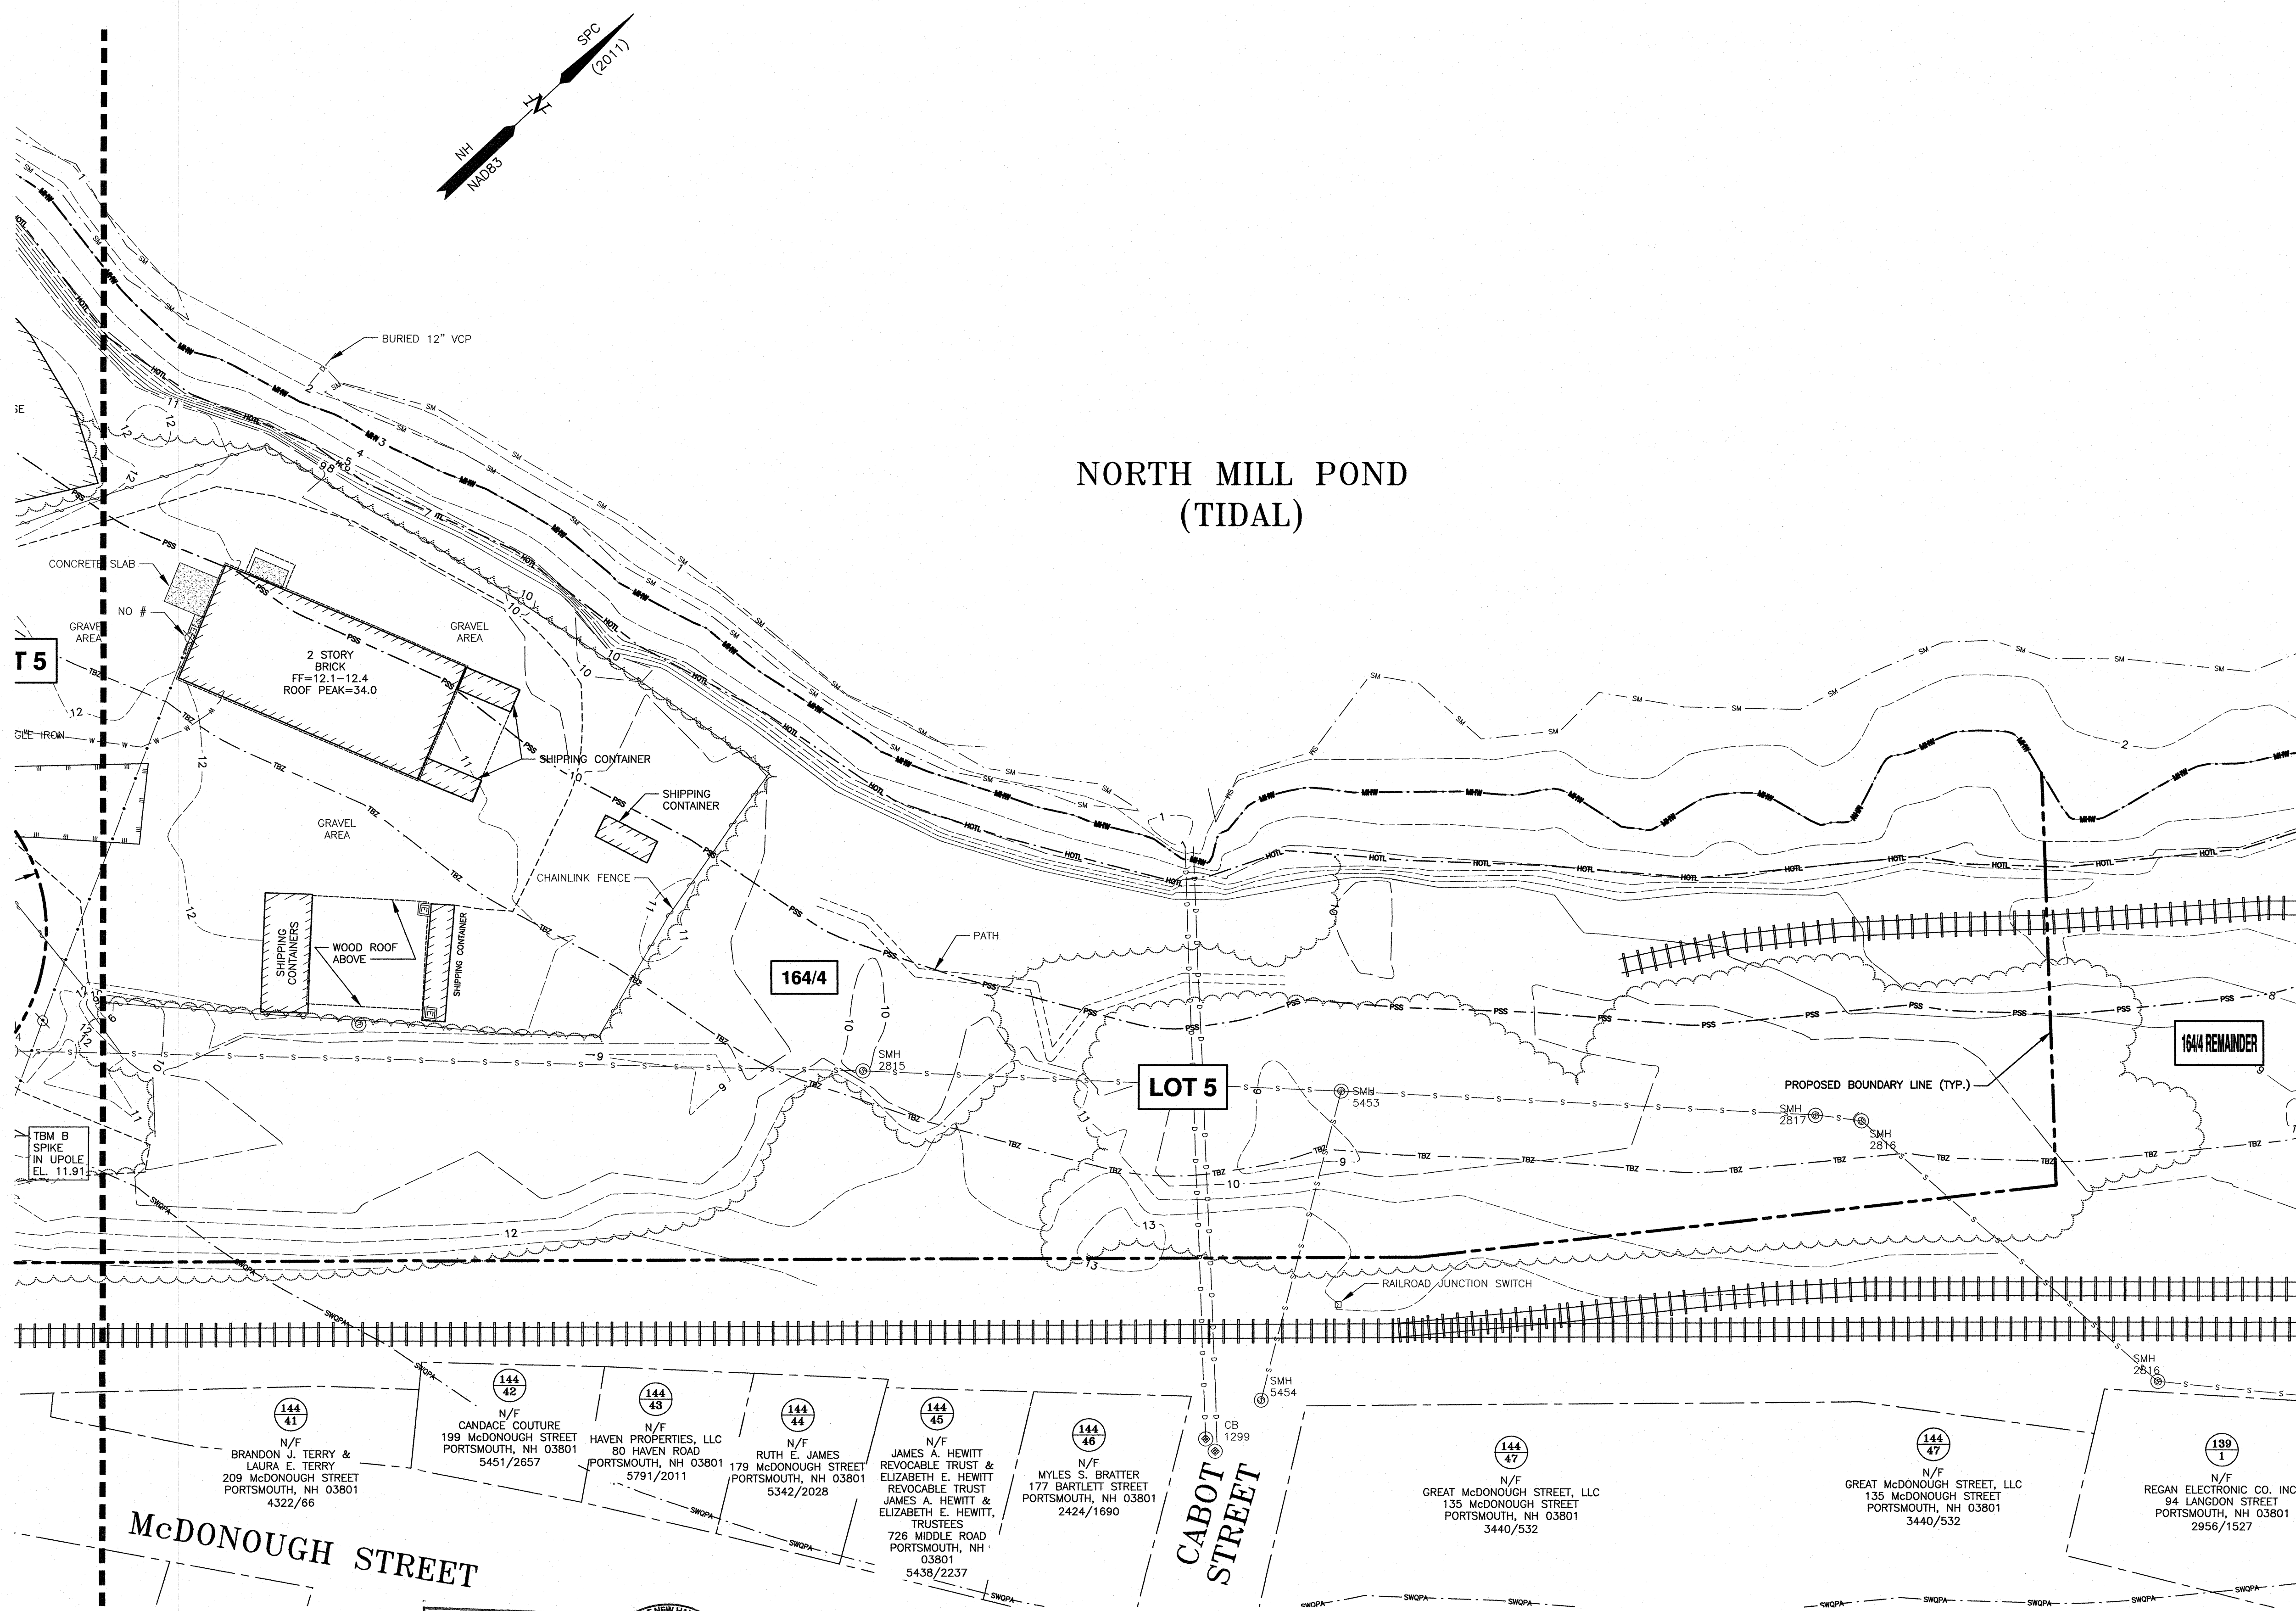 SPC
(2011)
N
NH
NAD83
BURIED 12" VCP
NORTH MILL POND
(TIDAL)
CONCRETE SLAB
NO #
GRAVEL
AREA
T 5
GRAVEL
AREA
2 STORY
BRICK
FF=12.1-12.4
ROOF PEAK=34.0
GLE IRON
SHIPPING CONTAINER
SHIPPING
CONTAINER
GRAVEL
AREA
CHAINLINK FENCE
SHIPPING
CONTAINERS
WOOD ROOF
ABOVE
SHIPPING CONTAINER
PATH
164/4
SMH
2815
LOT 5
SMH
5453
SMH
2817
SMH
2816
PROPOSED BOUNDARY LINE (TYP.)
164/4 REMAINDER
TBM B
SPIKE
IN UPOLE
EL. 11.91
RAILROAD JUNCTION SWITCH
SMH
5454
CB
1299
SMH
2816
144
41
N/F
BRANDON J. TERRY &
LAURA E. TERRY
209 McDONOUGH STREET
PORTSMOUTH, NH 03801
4322/66
144
42
N/F
CANDACE COUTURE
199 McDONOUGH STREET
PORTSMOUTH, NH 03801
5451/2657
144
43
N/F
HAVEN PROPERTIES, LLC
80 HAVEN ROAD
PORTSMOUTH, NH 03801
5791/2011
144
44
N/F
RUTH E. JAMES
179 McDONOUGH STREET
PORTSMOUTH, NH 03801
5342/2028
144
45
N/F
JAMES A. HEWITT
REVOCABLE TRUST &
ELIZABETH E. HEWITT
REVOCABLE TRUST
JAMES A. HEWITT &
ELIZABETH E. HEWITT,
TRUSTEES
726 MIDDLE ROAD
PORTSMOUTH, NH
03801
5438/2237
144
46
N/F
MYLES S. BRATTER
177 BARTLETT STREET
PORTSMOUTH, NH 03801
2424/1690
CABOT
STREET
144
47
N/F
GREAT McDONOUGH STREET, LLC
135 McDONOUGH STREET
PORTSMOUTH, NH 03801
3440/532
144
47
N/F
GREAT McDONOUGH STREET, LLC
135 McDONOUGH STREET
PORTSMOUTH, NH 03801
3440/532
139
1
N/F
REGAN ELECTRONIC CO. INC
94 LANGDON STREET
PORTSMOUTH, NH 03801
2956/1527
McDONOUGH STREET